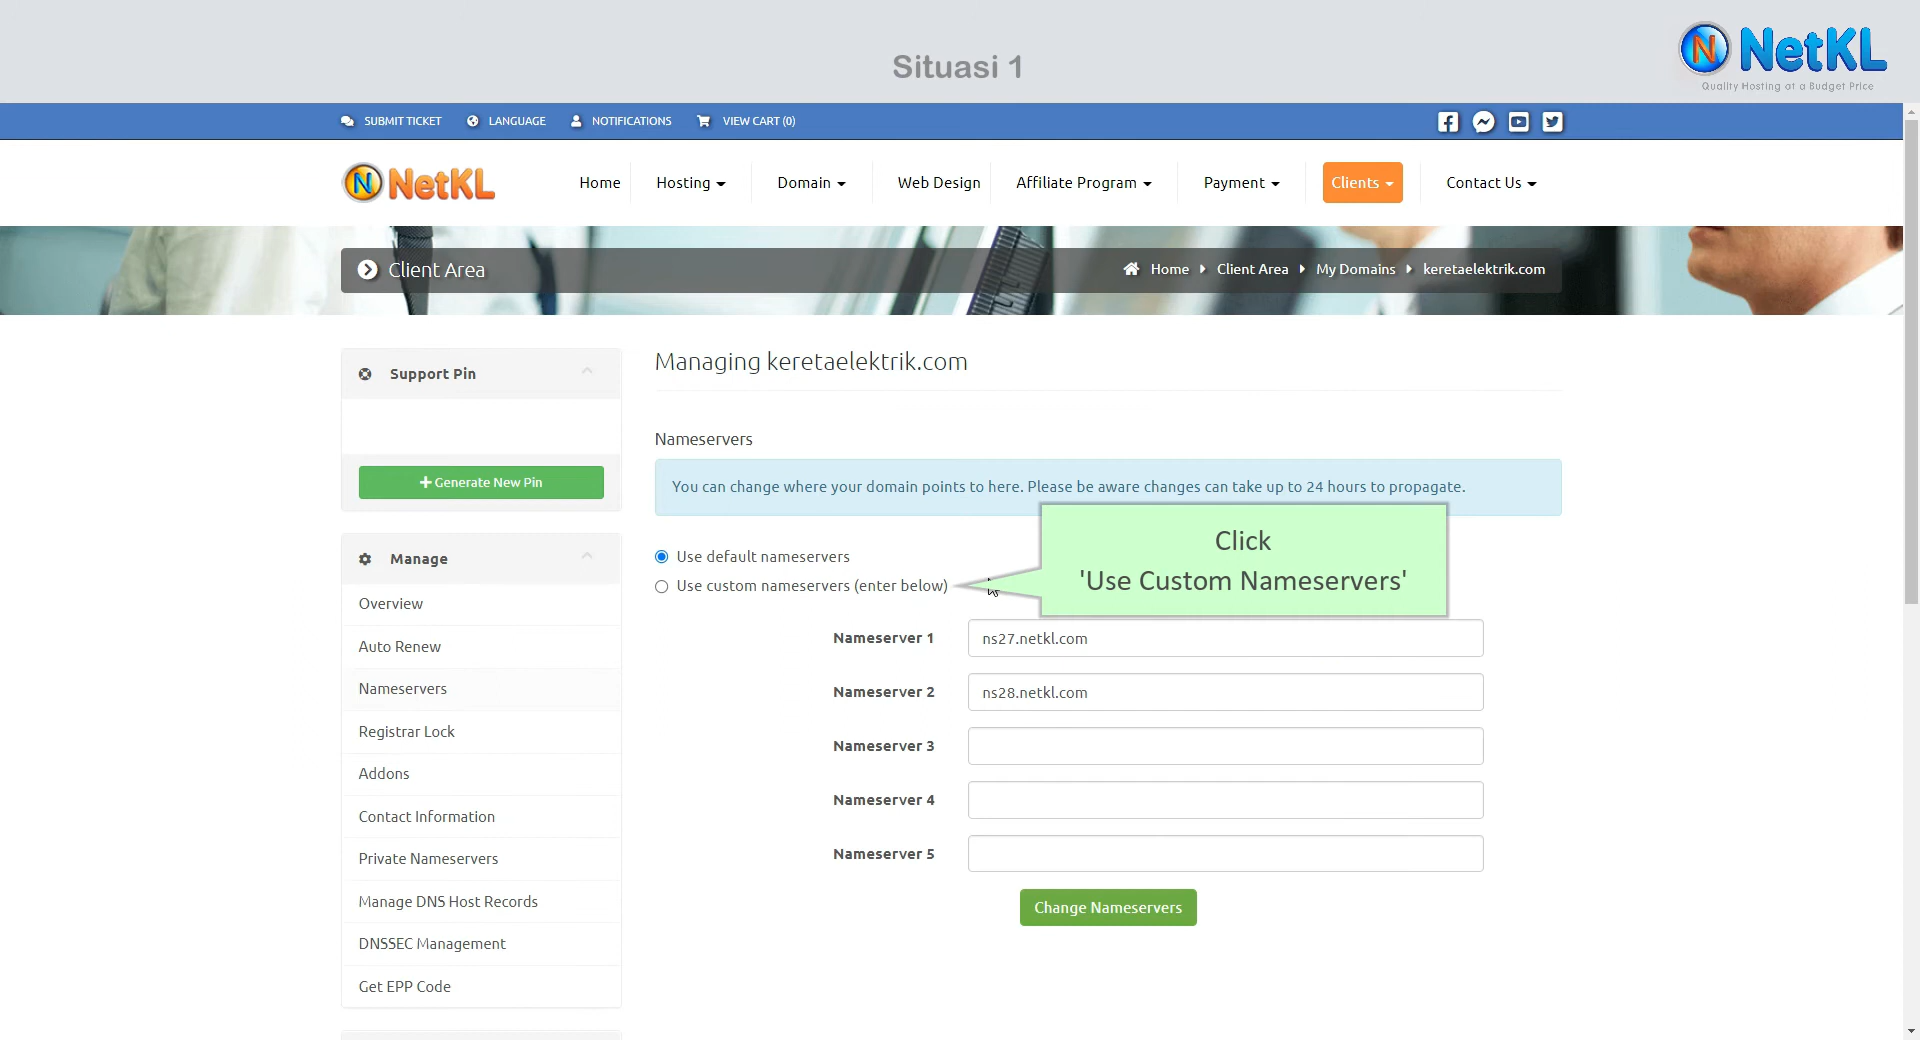 Situasi 1
NetKL
Quality Hosting at a Budget Price
SUBMIT TICKET LANGUAGE NOTIFICATIONS VIEW CART (0)
NetKL
Home Hosting Domain Web Design Affiliate Program Payment Clients Contact Us
Client Area
Home Client Area My Domains keretaelektrik.com
Support Pin
Generate New Pin
Manage
Overview
Auto Renew
Nameservers
Registrar Lock
Addons
Contact Information
Private Nameservers
Manage DNS Host Records
DNSSEC Management
Get EPP Code
Managing keretaelektrik.com
Nameservers
You can change where your domain points to here. Please be aware changes can take up to 24 hours to propagate.
Use default nameservers
Use custom nameservers (enter below)
Click
'Use Custom Nameservers'
Nameserver 1 ns27.netkl.com
Nameserver 2 ns28.netkl.com
Nameserver 3
Nameserver 4
Nameserver 5
Change Nameservers